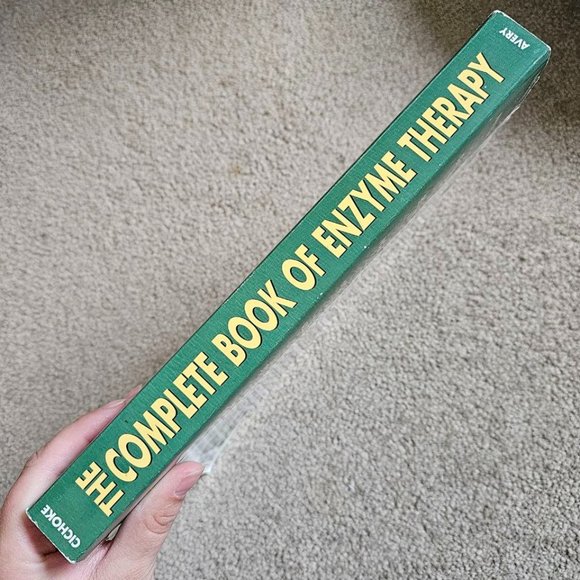 CICHOKE
THE COMPLETE BOOK OF ENZYME THERAPY
AVERY